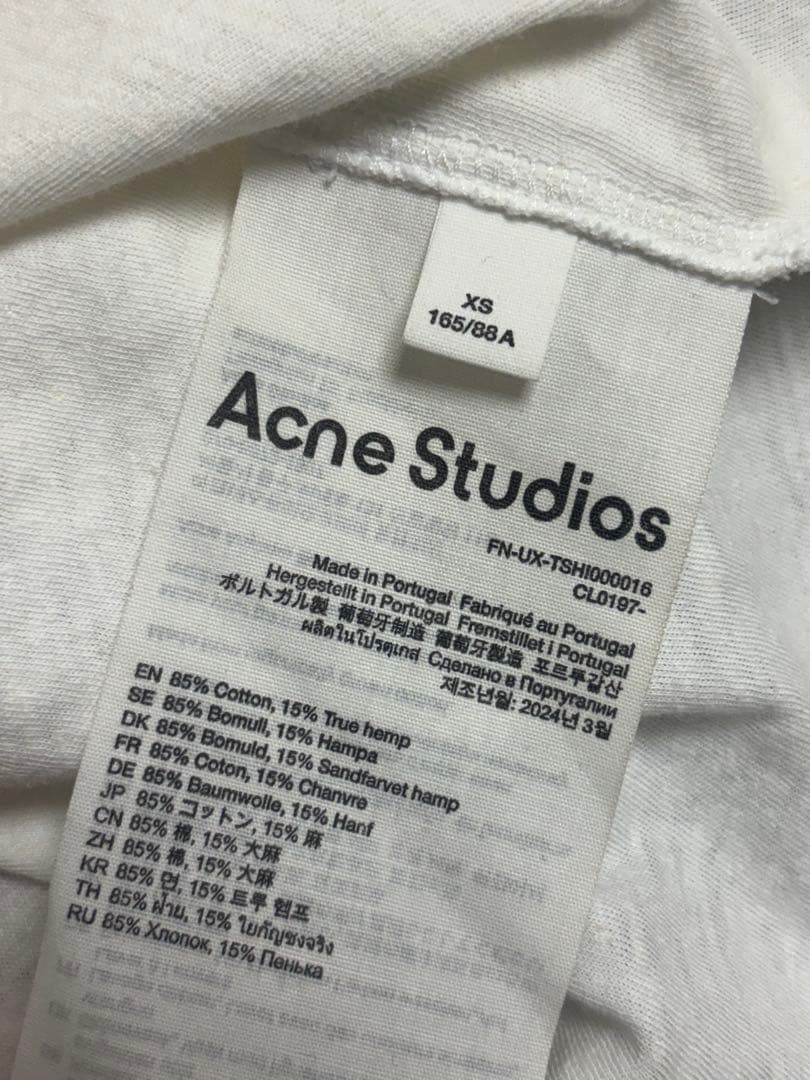 XS
165/88A
Acne Studios
FN-UX-TSHI000016
CL0197-
Made in Portugal Fabriqué au Portugal
Hergestellt in Portugal Fremstillet i Portugal
ポルトガル製 葡萄牙制造 葡萄牙製造 포르투갈산
ผลิตในโปรตุเกส Сделано в Португалии
제조년월: 2024년 3월
EN 85% Cotton, 15% True hemp
SE 85% Bomull, 15% Hampa
DK 85% Bomuld, 15% Sandfarvet hamp
FR 85% Coton, 15% Chanvre
DE 85% Baumwolle, 15% Hanf
JP 85% コットン, 15% 麻
CN 85% 棉, 15% 大麻
ZH 85% 棉, 15% 大麻
KR 85% 면, 15% 트루 헴프
TH 85% ฝ้าย, 15% ใยกัญชงจริง
RU 85% Хлопок, 15% Пенька